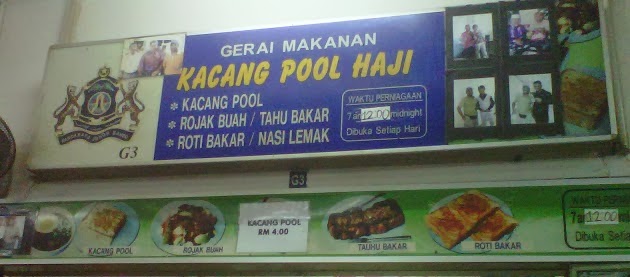 GERAI MAKANAN
KACANG POOL HAJI
* KACANG POOL
* ROJAK BUAH / TAHU BAKAR
* ROTI BAKAR / NASI LEMAK
WAKTU PERNIAGAAN
7am 12.00 midnight
Dibuka Setiap Hari
G3
G3
KACANG POOL
ROJAK BUAH
KACANG POOL
RM 4.00
TAUHU BAKAR
ROTI BAKAR
WAKTU
7am 12.00
Dibuka Setia